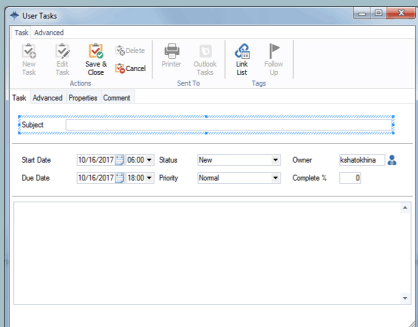 User Tasks
Task Advanced
New Task
Edit Task
Save & Close
Delete
Cancel
Printer
Outlook Tasks
Link List
Follow Up
Actions Sent To Tags
Task Advanced Properties Comment
Subject
Start Date 10/16/2017 06:00 Status New Owner kshatokhina
Due Date 10/16/2017 18:00 Priority Normal Complete % 0